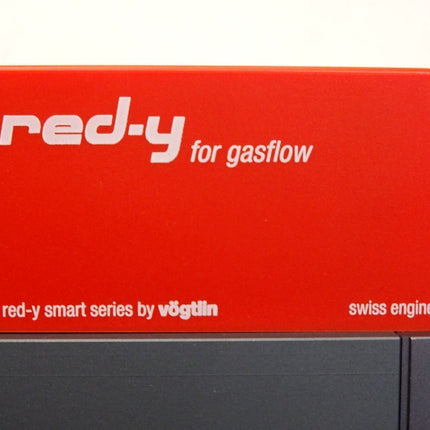 red-y for gasflow
red-y smart series by vögtlin swiss engine